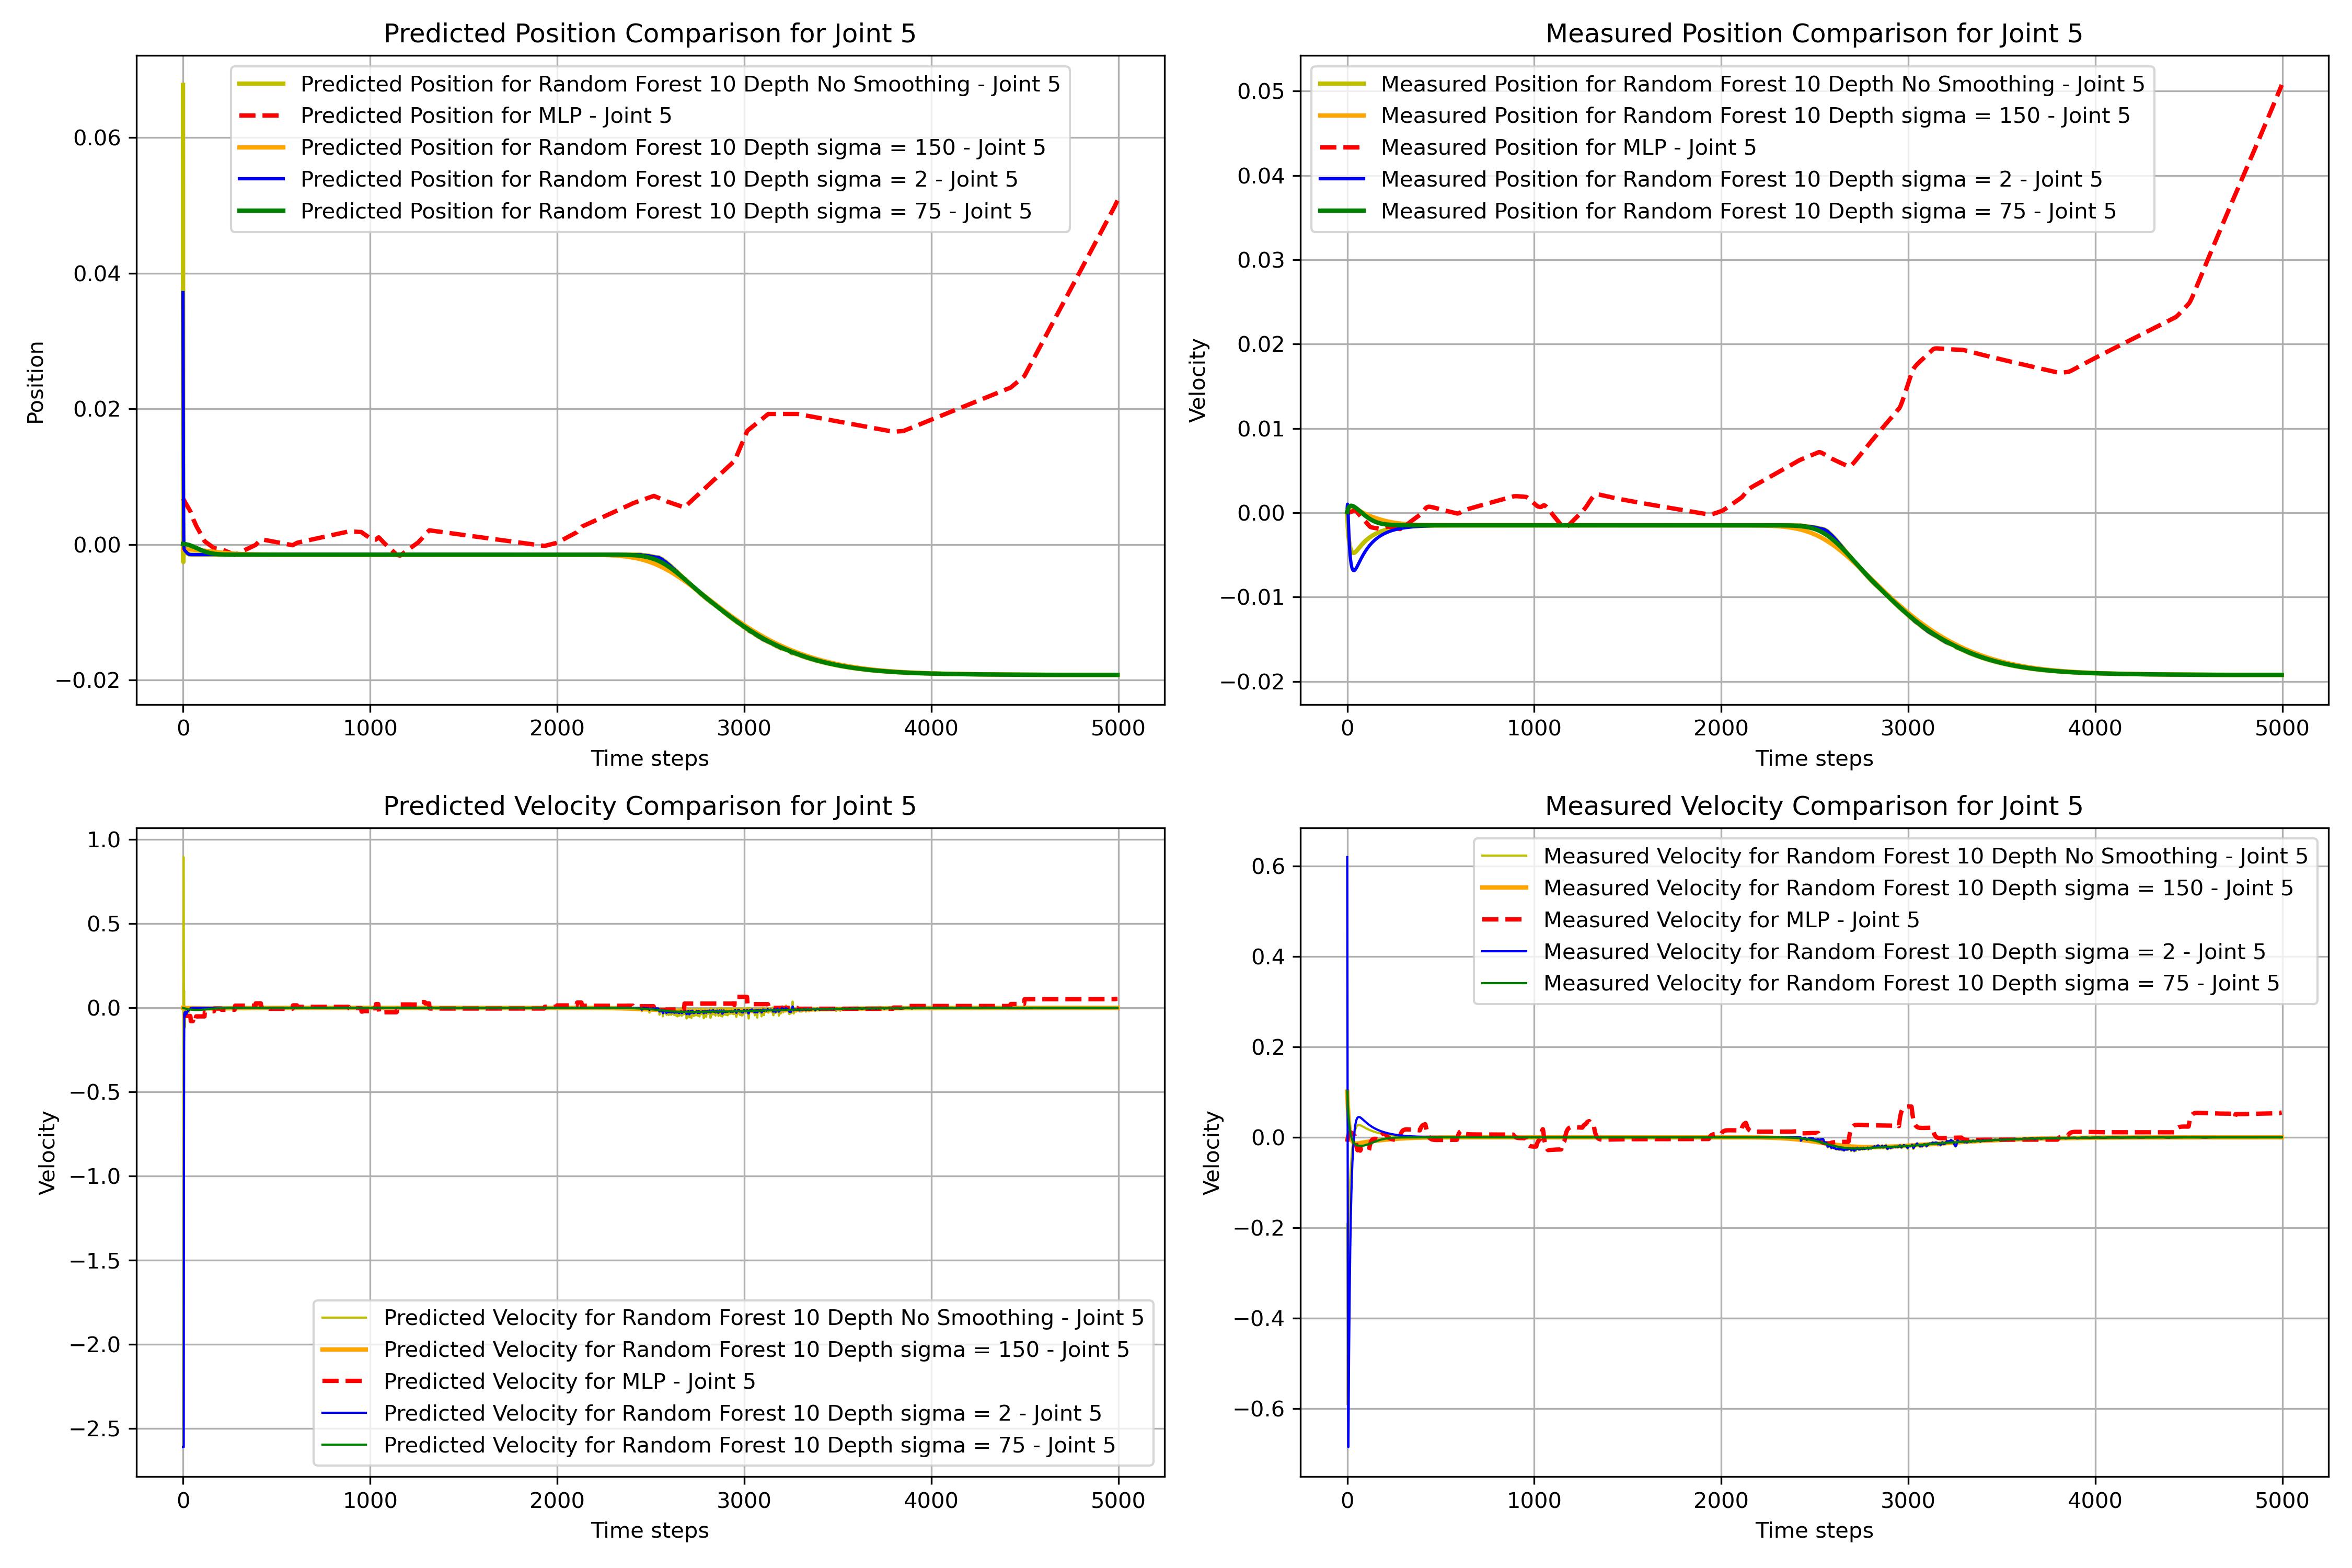 Predicted Position Comparison for Joint 5
Predicted Position for Random Forest 10 Depth No Smoothing - Joint 5
Predicted Position for MLP - Joint 5
Predicted Position for Random Forest 10 Depth sigma = 150 - Joint 5
Predicted Position for Random Forest 10 Depth sigma = 2 - Joint 5
Predicted Position for Random Forest 10 Depth sigma = 75 - Joint 5
Position
0.06
0.04
0.02
0.00
−0.02
0 1000 2000 3000 4000 5000
Time steps
Measured Position Comparison for Joint 5
Measured Position for Random Forest 10 Depth No Smoothing - Joint 5
Measured Position for Random Forest 10 Depth sigma = 150 - Joint 5
Measured Position for MLP - Joint 5
Measured Position for Random Forest 10 Depth sigma = 2 - Joint 5
Measured Position for Random Forest 10 Depth sigma = 75 - Joint 5
Velocity
0.05
0.04
0.03
0.02
0.01
0.00
−0.01
−0.02
0 1000 2000 3000 4000 5000
Time steps
Predicted Velocity Comparison for Joint 5
Velocity
1.0
0.5
0.0
−0.5
−1.0
−1.5
−2.0
−2.5
Predicted Velocity for Random Forest 10 Depth No Smoothing - Joint 5
Predicted Velocity for Random Forest 10 Depth sigma = 150 - Joint 5
Predicted Velocity for MLP - Joint 5
Predicted Velocity for Random Forest 10 Depth sigma = 2 - Joint 5
Predicted Velocity for Random Forest 10 Depth sigma = 75 - Joint 5
0 1000 2000 3000 4000 5000
Time steps
Measured Velocity Comparison for Joint 5
Measured Velocity for Random Forest 10 Depth No Smoothing - Joint 5
Measured Velocity for Random Forest 10 Depth sigma = 150 - Joint 5
Measured Velocity for MLP - Joint 5
Measured Velocity for Random Forest 10 Depth sigma = 2 - Joint 5
Measured Velocity for Random Forest 10 Depth sigma = 75 - Joint 5
Velocity
0.6
0.4
0.2
0.0
−0.2
−0.4
−0.6
0 1000 2000 3000 4000 5000
Time steps